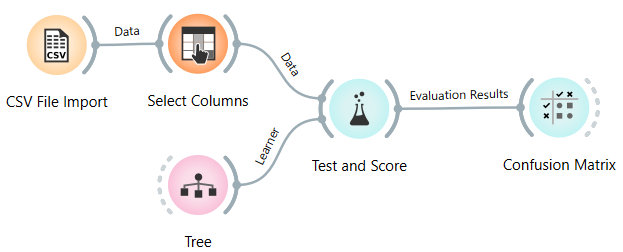 Data
CSV
CSV File Import
Select Columns
Data
Evaluation Results
Learner
Test and Score
Confusion Matrix
Tree